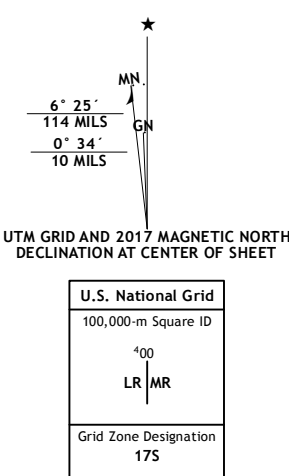 MN
6° 25´
114 MILS
GN
0° 34´
10 MILS
UTM GRID AND 2017 MAGNETIC NORTH
DECLINATION AT CENTER OF SHEET
U.S. National Grid
100,000-m Square ID
⁴00
LR MR
Grid Zone Designation
17S